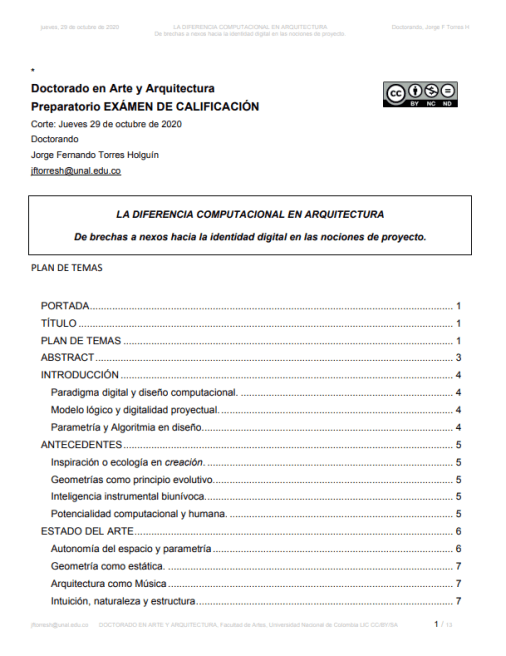 jueves, 29 de octubre de 2020 LA DIFERENCIA COMPUTACIONAL EN ARQUITECTURA Doctorando, Jorge F Torres H
De brechas a nexos hacia la identidad digital en las nociones de proyecto.
*
Doctorado en Arte y Arquitectura
Preparatorio EXÁMEN DE CALIFICACIÓN
cc BY NC ND
Corte: Jueves 29 de octubre de 2020
Doctorando
Jorge Fernando Torres Holguín
jftorresh@unal.edu.co
LA DIFERENCIA COMPUTACIONAL EN ARQUITECTURA
De brechas a nexos hacia la identidad digital en las nociones de proyecto.
PLAN DE TEMAS
PORTADA 1
TÍTULO 1
PLAN DE TEMAS 1
ABSTRACT 3
INTRODUCCIÓN 4
Paradigma digital y diseño computacional. 4
Modelo lógico y digitalidad proyectual. 4
Parametría y Algoritmia en diseño. 4
ANTECEDENTES 5
Inspiración o ecología en creación. 5
Geometrías como principio evolutivo. 5
Inteligencia instrumental biunívoca. 5
Potencialidad computacional y humana. 5
ESTADO DEL ARTE 6
Autonomía del espacio y parametría 6
Geometría como estática. 7
Arquitectura como Música 7
Intuición, naturaleza y estructura 7
jftorresh@unal.edu.co DOCTORADO EN ARTE Y ARQUITECTURA, Facultad de Artes, Universidad Nacional de Colombia LIC CC/BY/SA 1 / 13